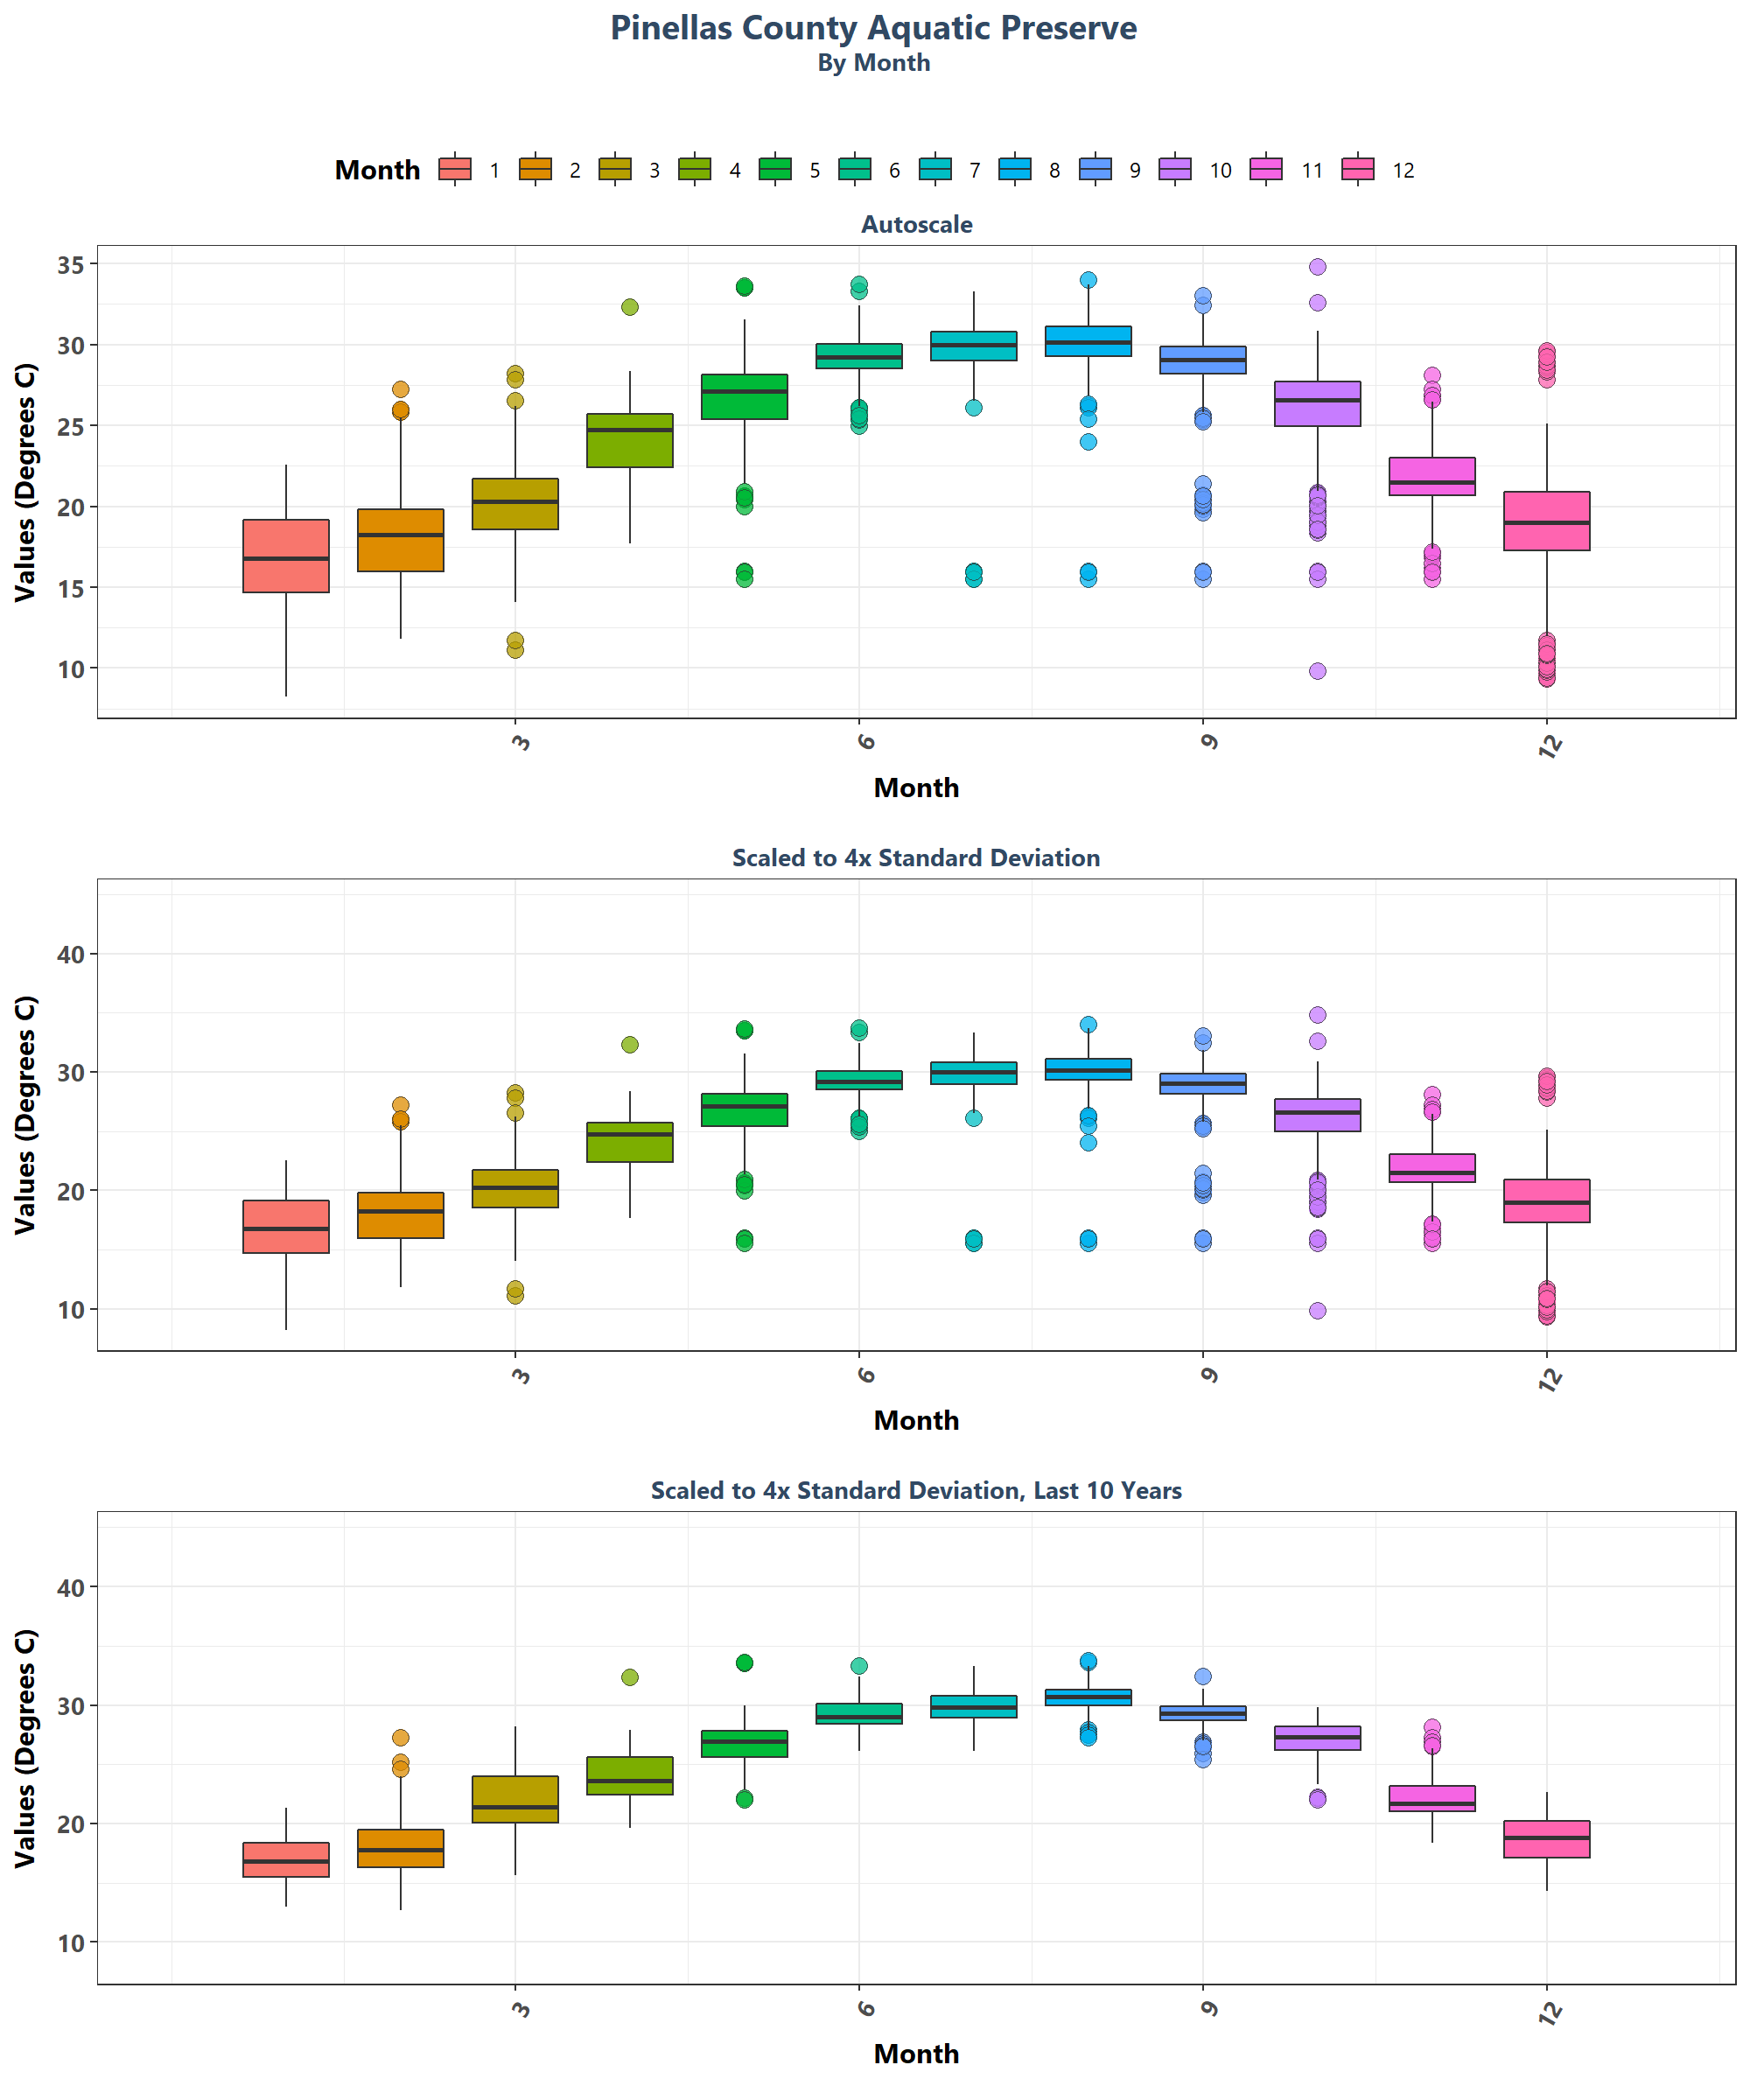 Pinellas County Aquatic Preserve
By Month
Month 1 2 3 4 5 6 7 8 9 10 11 12
Autoscale
Values (Degrees C)
35
30
25
20
15
10
3 6 9 12
Month
Scaled to 4x Standard Deviation
Values (Degrees C)
40
30
20
10
3 6 9 12
Month
Scaled to 4x Standard Deviation, Last 10 Years
Values (Degrees C)
40
30
20
10
3 6 9 12
Month